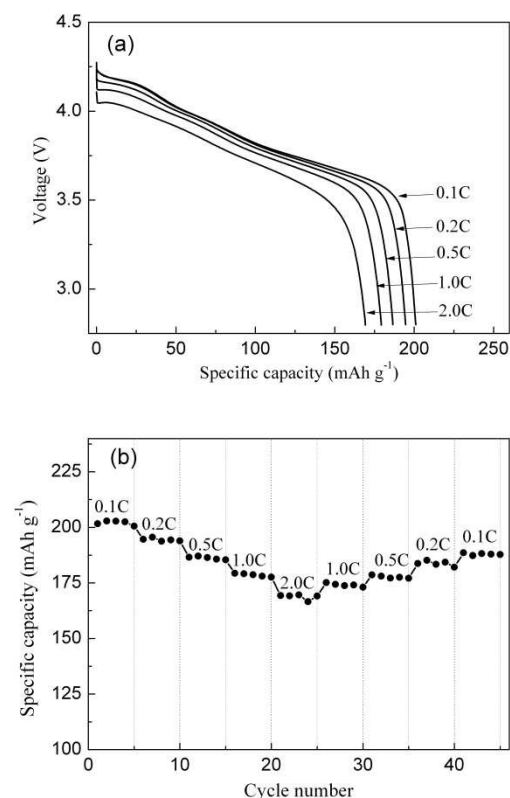 (a)
4.5
4.0
3.5
3.0
Voltage (V)
0.1C
0.2C
0.5C
1.0C
2.0C
0 50 100 150 200 250
Specific capacity (mAh g⁻¹)
(b)
225
200
175
150
125
100
Specific capacity (mAh g⁻¹)
0.1C 0.2C 0.5C 1.0C 2.0C 1.0C 0.5C 0.2C 0.1C
0 10 20 30 40
Cycle number